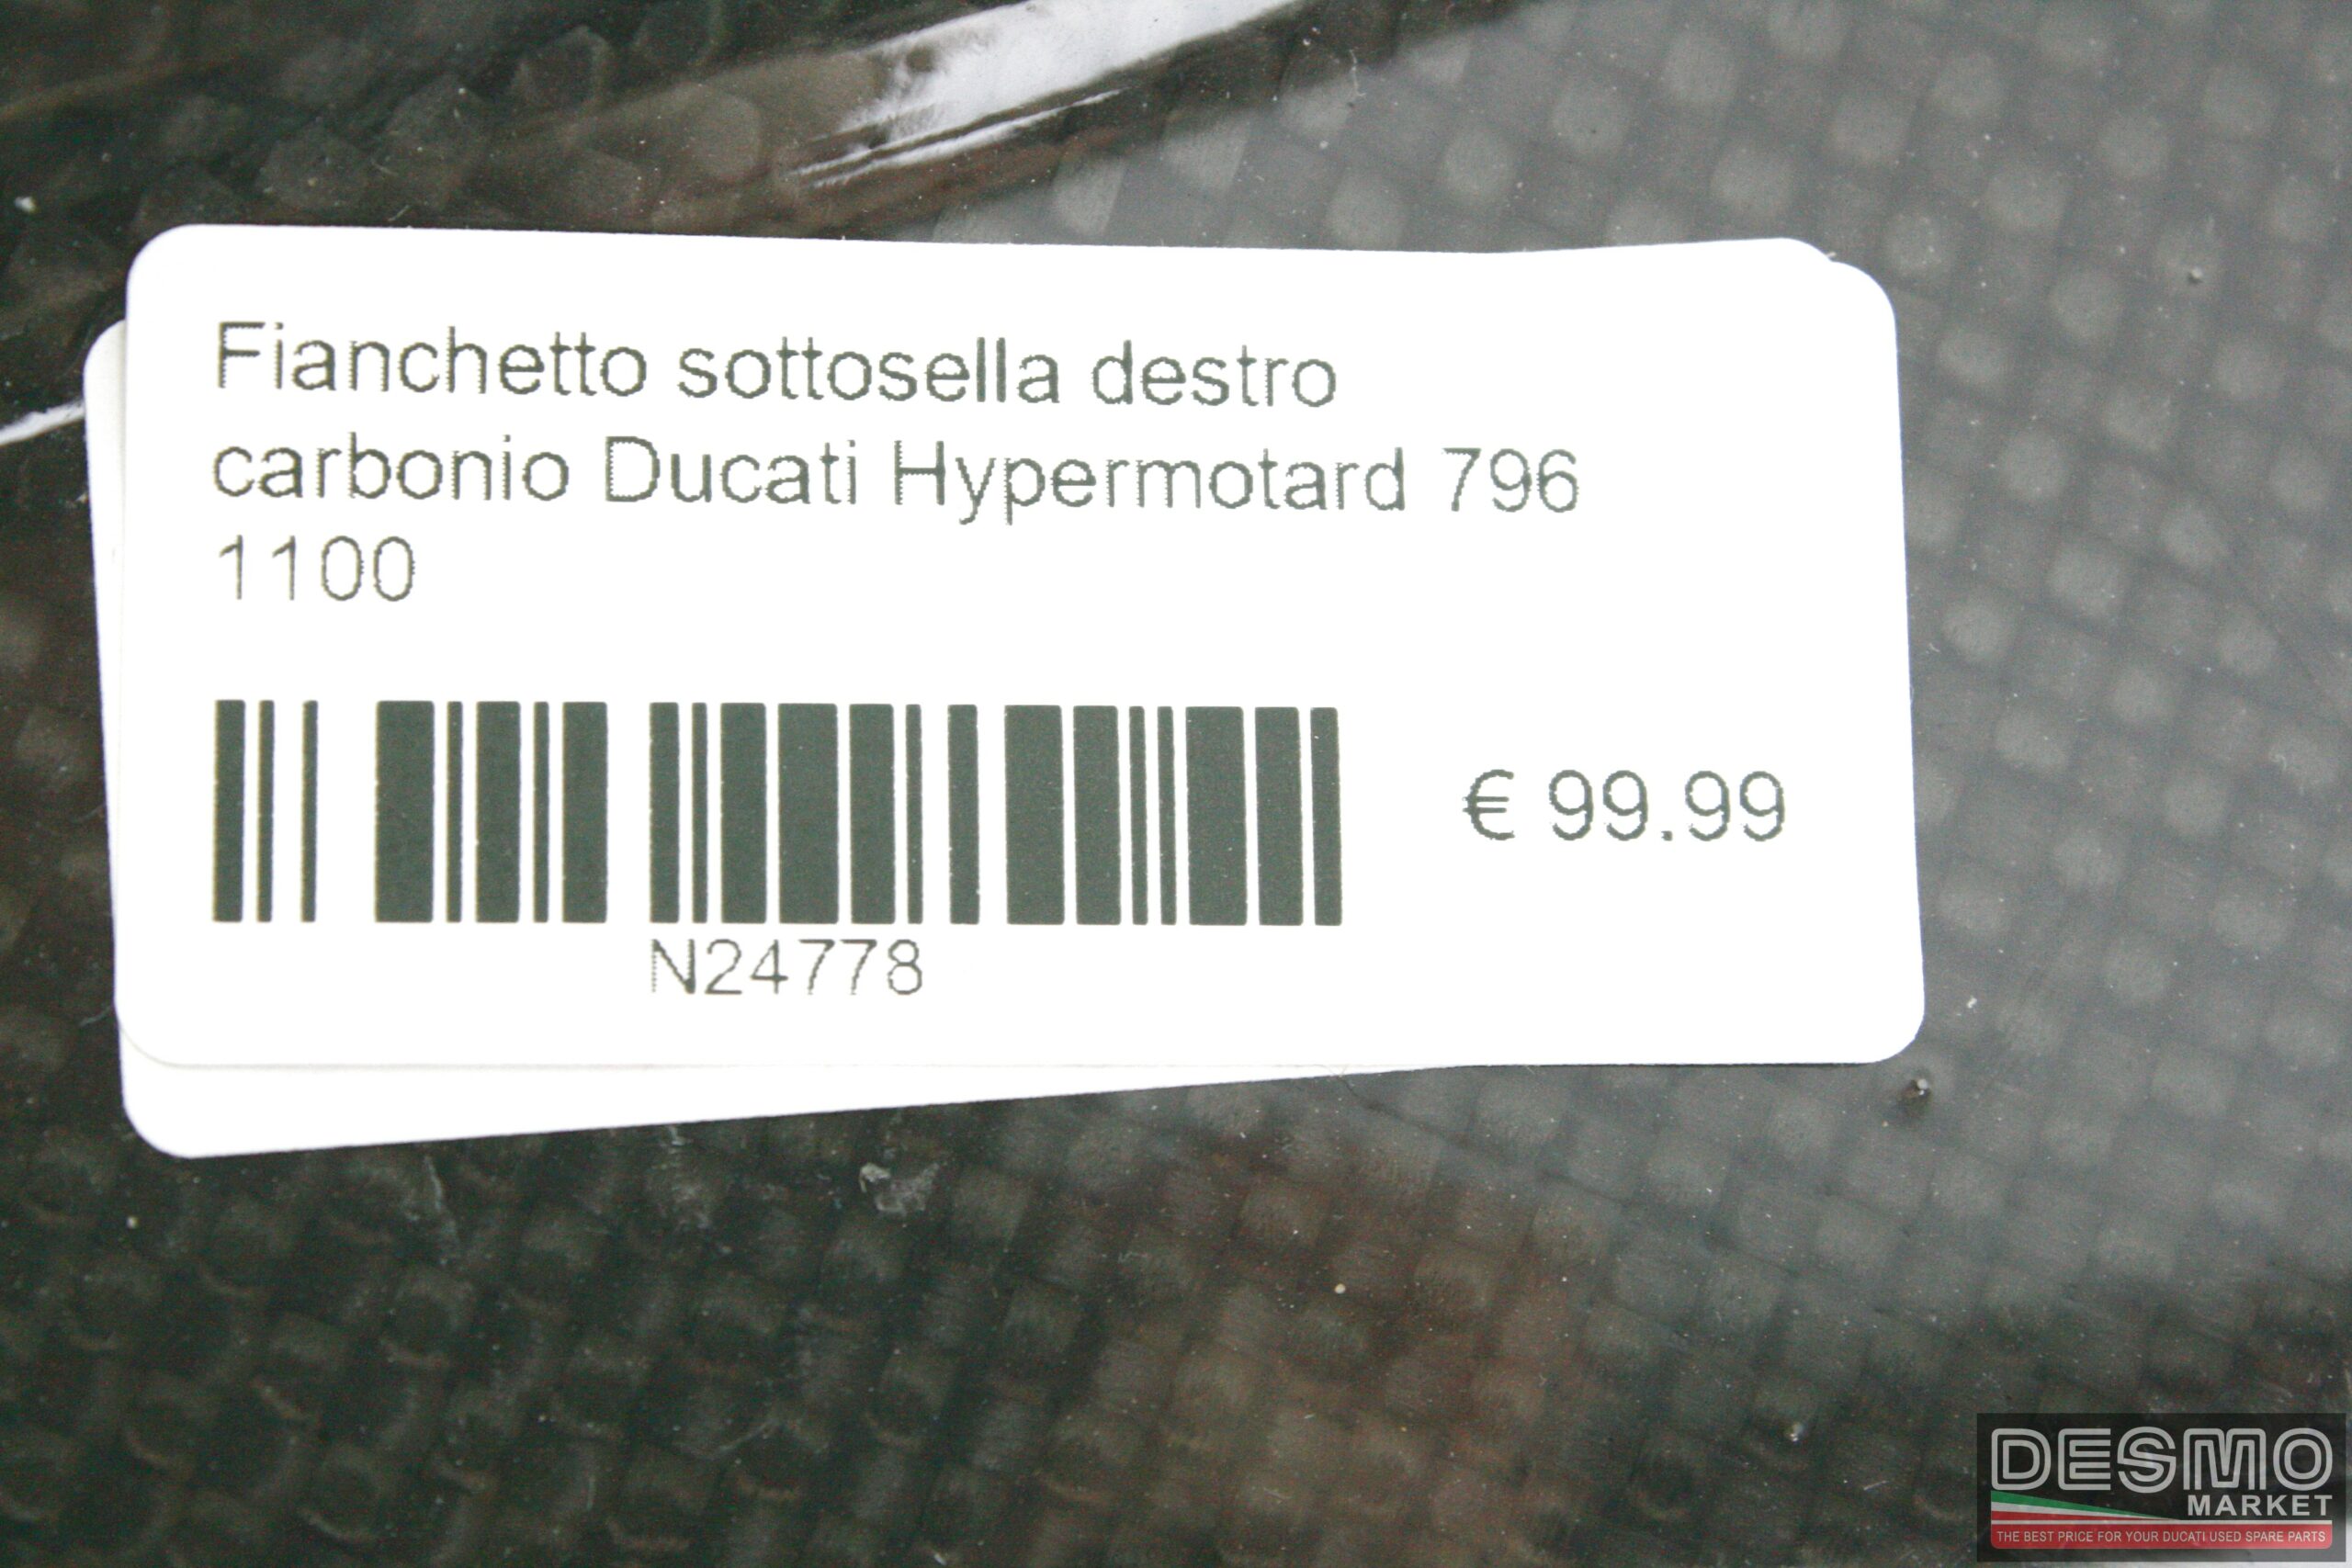 Fianchetto sottosella destro
carbonio Ducati Hypermotard 796
1100
€ 99.99
N24778
DESMO
MARKET
THE BEST PRICE FOR YOUR DUCATI USED SPARE PARTS